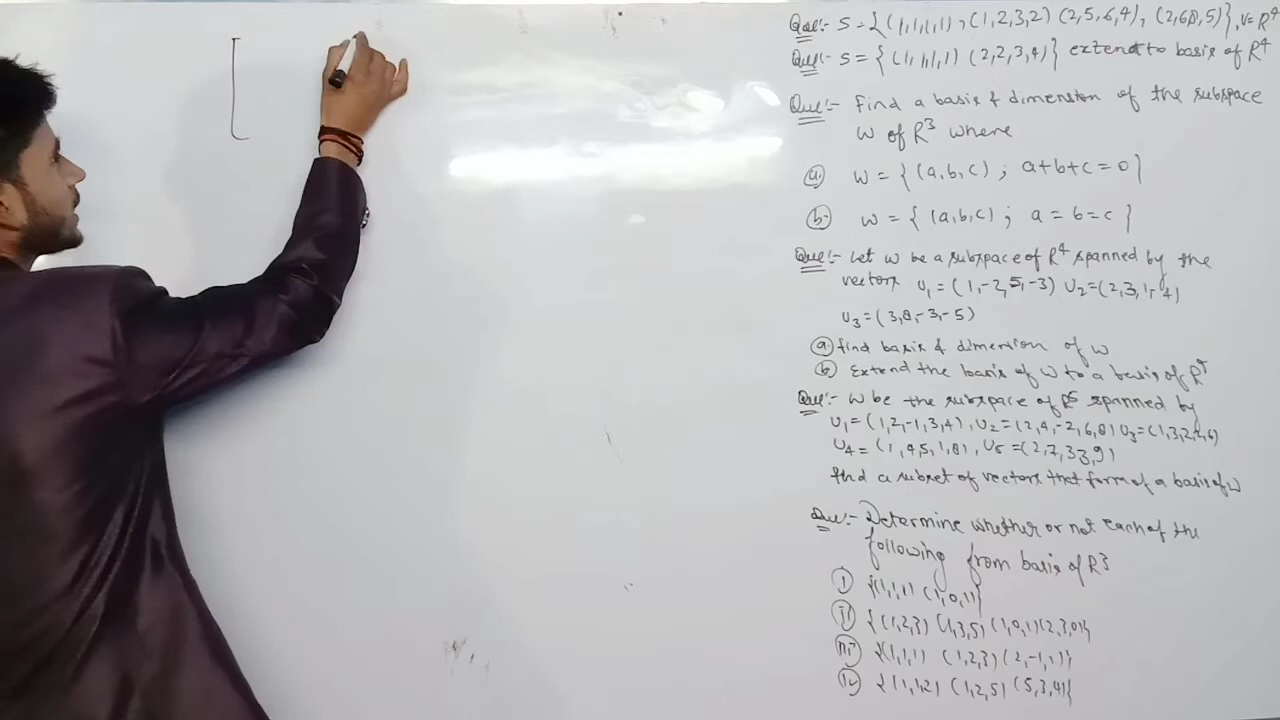 Que:- S = {(1,1,1,1), (1,2,3,2) (2,5,6,4), (2,6,8,5)}, V = R⁴
Que:- S = {(1,1,1,1) (2,2,3,4)} extend to basis of R⁴
Que:- Find a basis & dimension of the subspace
W of R³ where
(a) W = {(a,b,c) ; a+b+c=0}
(b) W = {(a,b,c) ; a = b = c}
Que:- Let W be a subspace of R⁴ spanned by the
vectors U₁ = (1,-2,5,-3) U₂ = (2,3,1,-4)
U₃ = (3,8,-3,-5)
(a) find basis & dimension of W
(b) Extend the basis of W to a basis of R⁴
Que:- W be the subspace of R⁵ spanned by
U₁ = (1,2,-1,3,4), U₂ = (2,4,-2,6,8) U₃ = (1,3,2,2,6)
U₄ = (1,4,5,1,8), U₅ = (2,7,3,3,9)
find a subset of vectors that form of a basis of W
Que:- Determine whether or not each of the
following from basis of R³
(i) {(1,1,1) (1,0,1)}
(ii) {(1,2,3) (1,3,5) (1,0,1) (2,3,0)}
(iii) {(1,1,1) (1,2,3) (2,-1,1)}
(iv) {(1,1,2) (1,2,5) (5,3,4)}